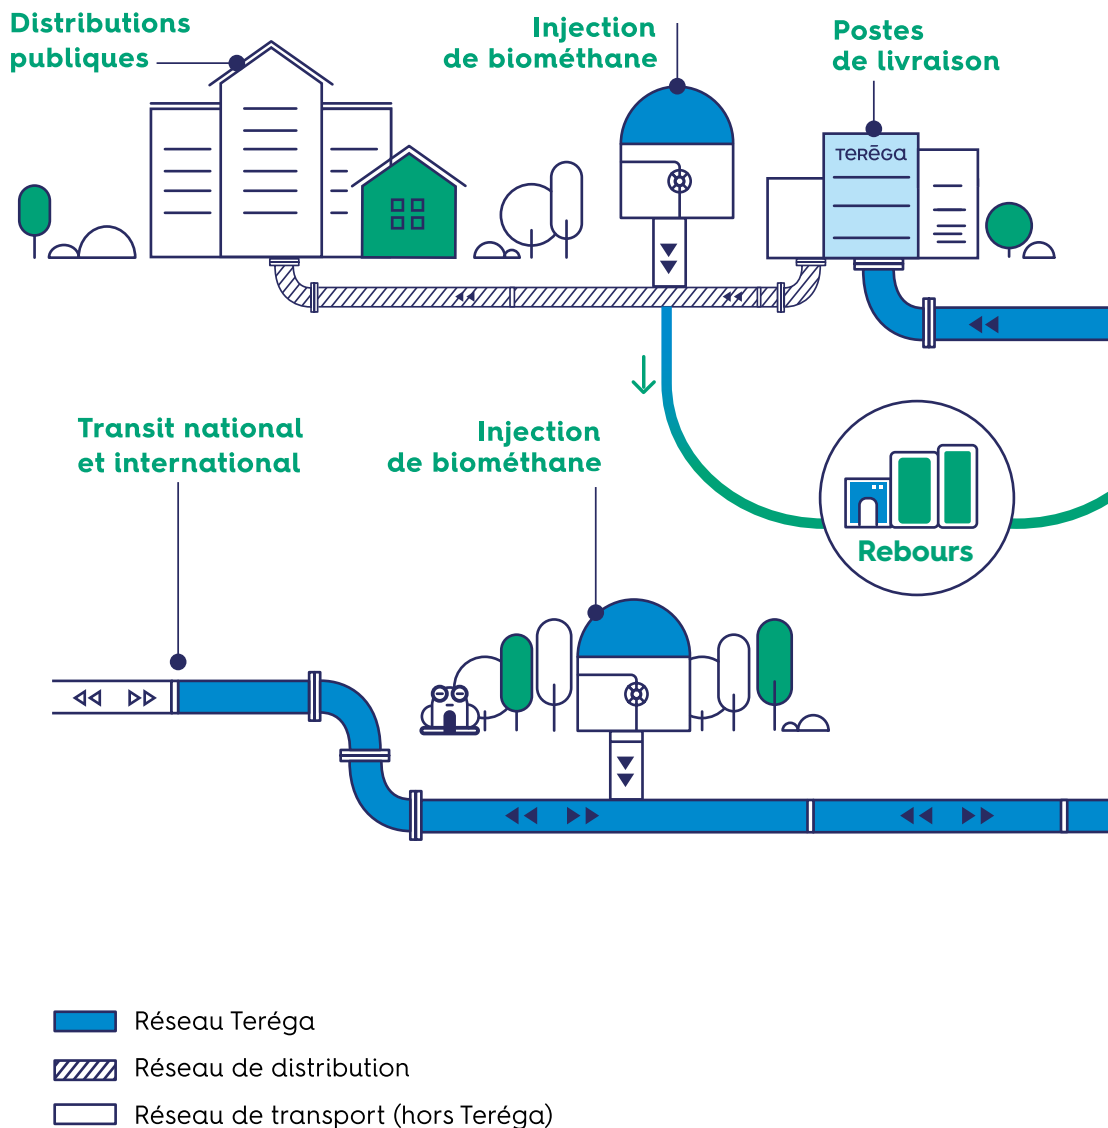 Distributions
publiques
Injection
de biométhane
Postes
de livraison
TERĒGA
Transit national
et international
Injection
de biométhane
Rebours
Réseau Teréga
Réseau de distribution
Réseau de transport (hors Teréga)